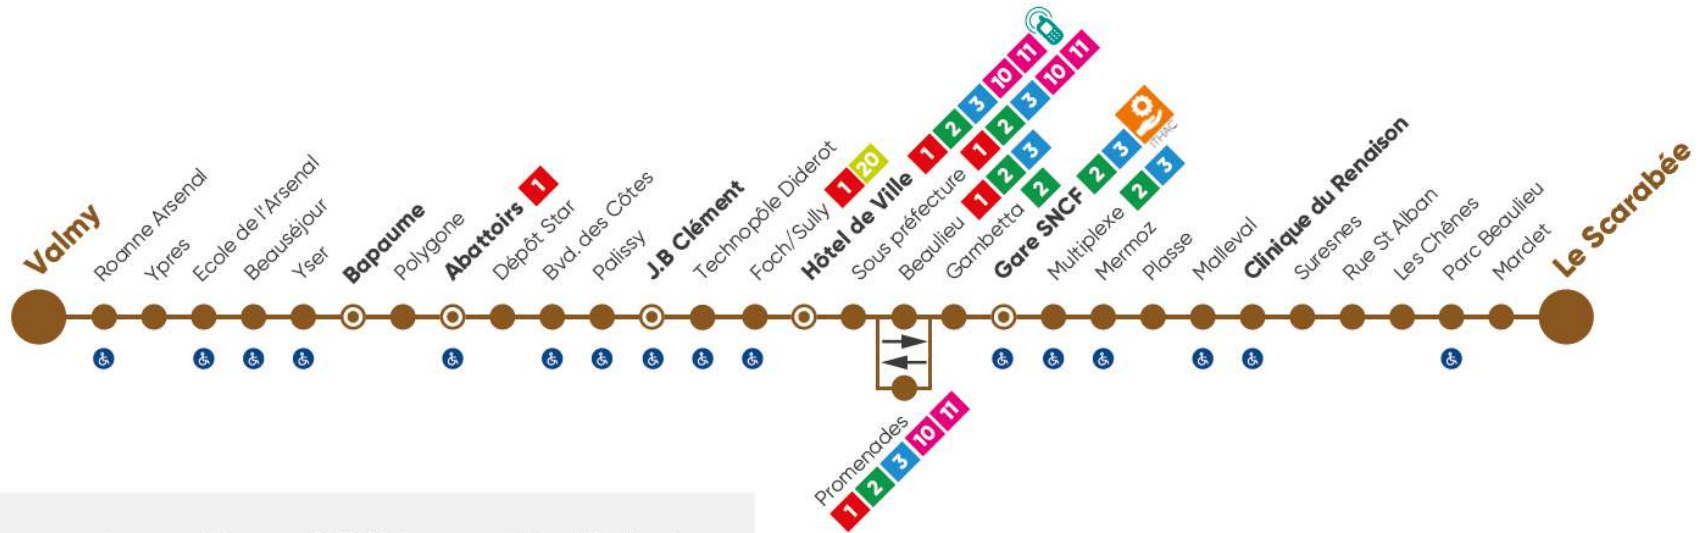 Valmy
Roanne Arsenal
Ypres
Ecole de l'Arsenal
Beauséjour
Yser
Bapaume
Polygone
Abattoirs 1
Dépôt Star
Bvd. des Côtes
Palissy
J.B Clément
Technopôle Diderot
Foch/Sully 1 20
Hôtel de Ville 1 2 3 10 11
Sous préfecture 1 2 3 10 11
Beaulieu 1 2 3
Gambetta 2
Gare SNCF 2 3 ITHAC
Multiplexe 2 3
Mermoz
Plasse
Malleval
Clinique du Renaison
Suresnes
Rue St Alban
Les Chênes
Parc Beaulieu
Mardet
Le Scarabée
Promenades
1 2 3 10 11